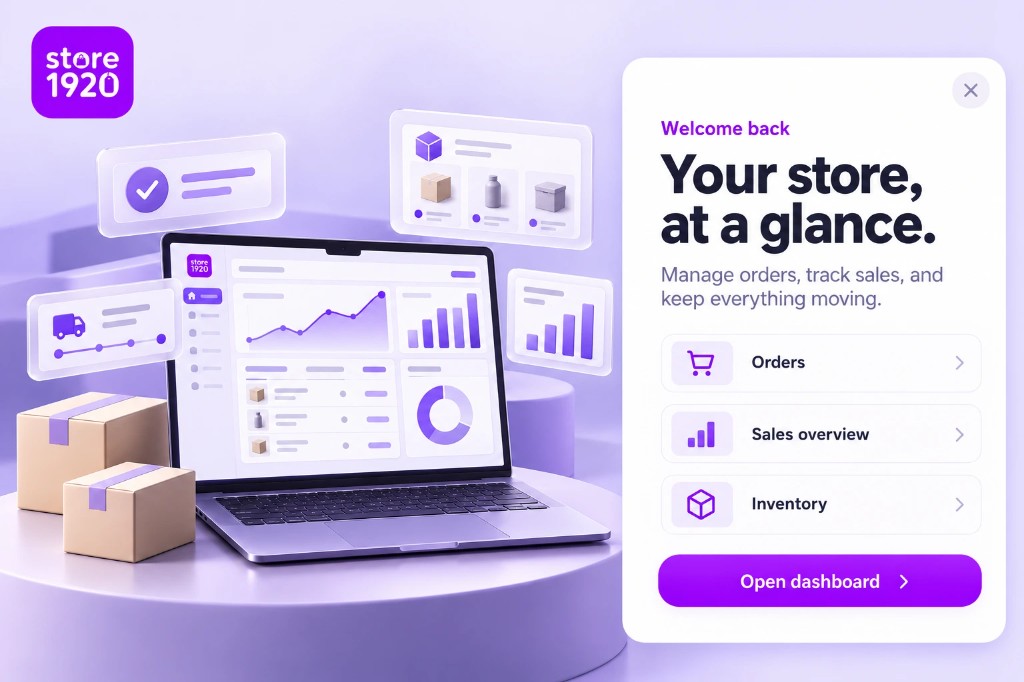 store
1920
store
1920
Welcome back
Your store,
at a glance.
Manage orders, track sales, and
keep everything moving.
Orders
Sales overview
Inventory
Open dashboard